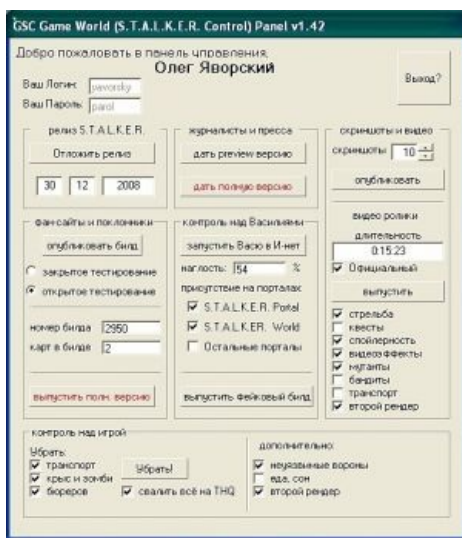 GSC Game World (S.T.A.L.K.E.R. Control) Panel v1.42
Добро пожаловать в панель управления,
Олег Яворский
Выход?
Ваш Логин: yavorsky
Ваш Пароль: parol
релиз S.T.A.L.K.E.R.
Отложить релиз
30 12 2008
журналисты и пресса
дать preview версию
дать полную версию
скриншоты и видео
скриншоты 10
опубликовать
видео ролики
длительность
0:15:23
Официальный
выпустить
стрельба
квесты
спойлерность
видеоэффекты
мутанты
бандиты
транспорт
второй рендер
фан-сайты и поклонники
опубликовать билд
закрытое тестирование
открытое тестирование
номер билда 2950
карт в билде 2
выпустить полн. версию
контроль над Васильями
запустить Васю в И-нет
наглость: 54 %
присутствие на порталах
S.T.A.L.K.E.R. Portal
S.T.A.L.K.E.R. World
Остальные порталы
выпустить фейковый билд
контроль над игрой
Убрать:
транспорт
крыс и зомби
бюреров
Убрать!
свалить всё на THQ
дополнительно:
неуязвимые вороны
еда, сон
второй рендер